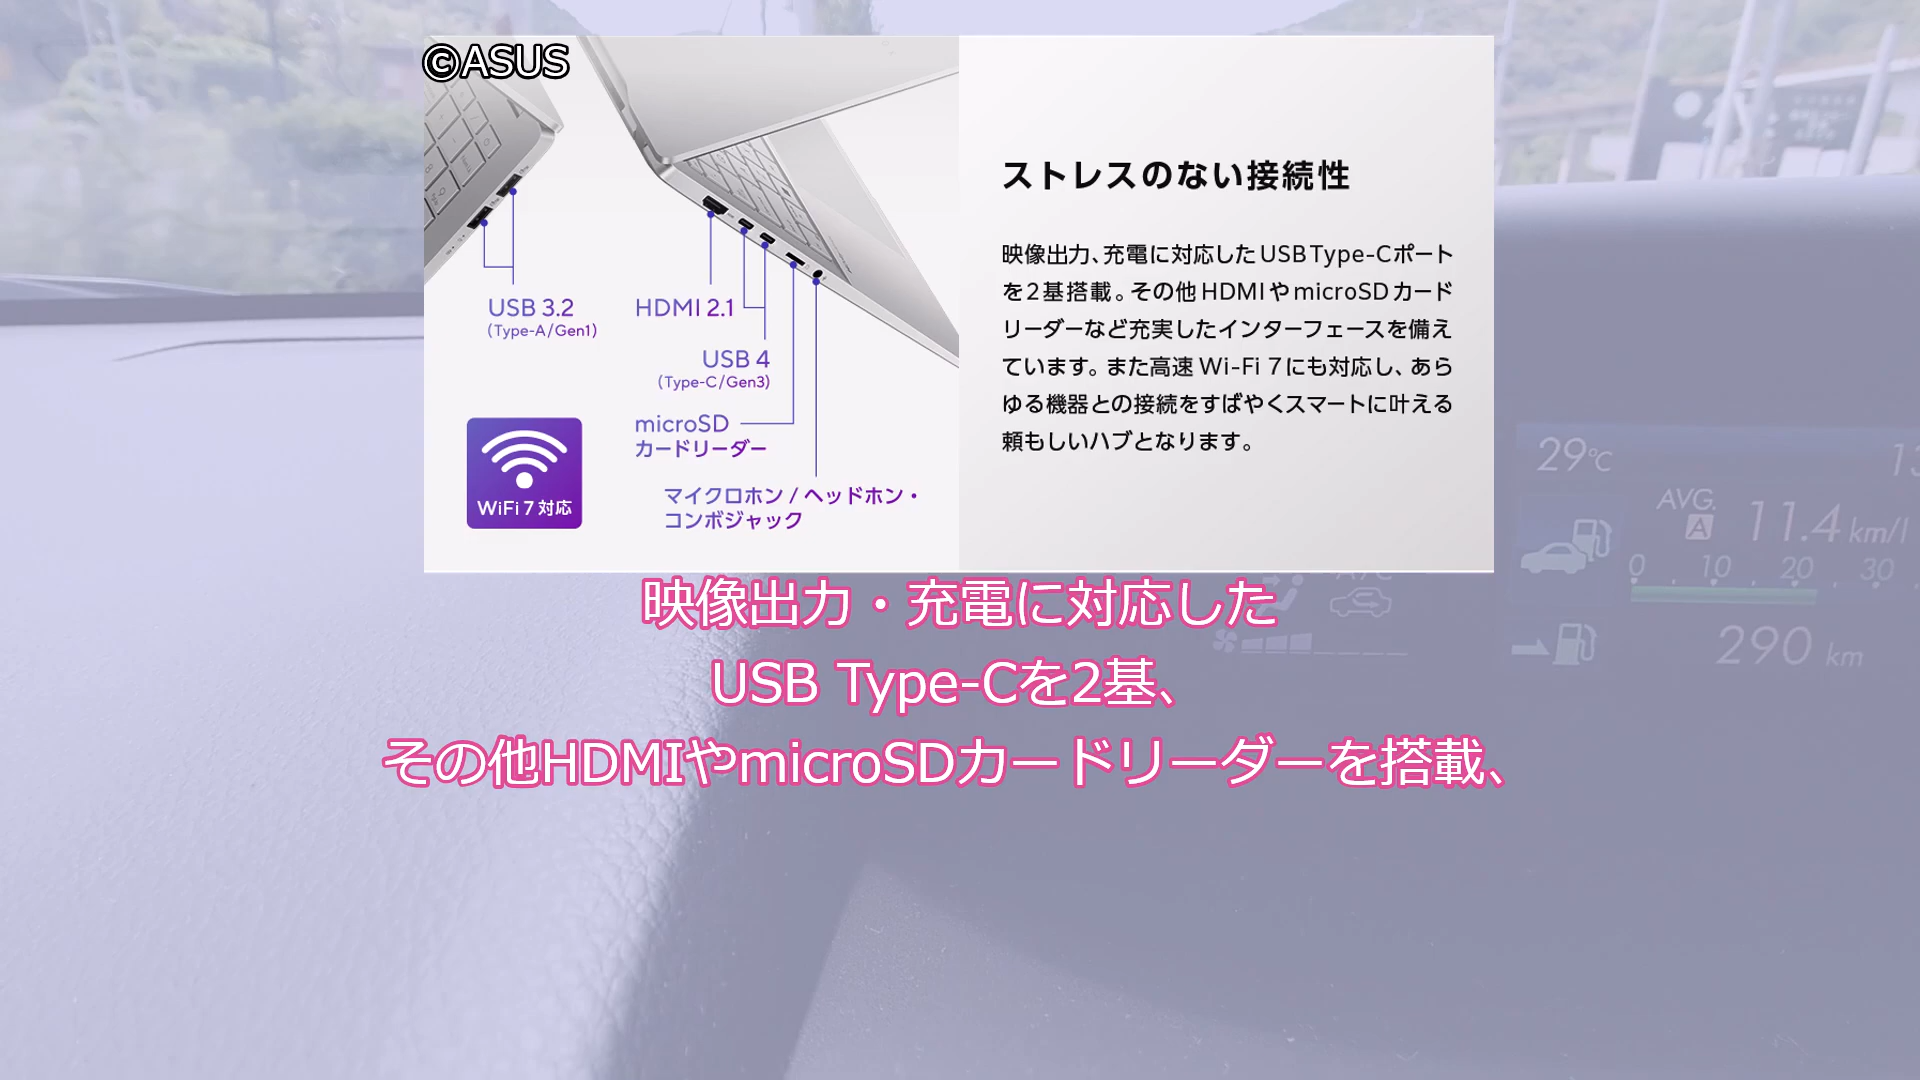 ©ASUS
USB 3.2
(Type-A/Gen1)
HDMI 2.1
USB 4
(Type-C/Gen3)
microSD
カードリーダー
マイクロホン / ヘッドホン・
コンボジャック
WiFi 7 対応
ストレスのない接続性
映像出力、充電に対応したUSB Type-Cポート
を2基搭載。その他HDMIやmicroSDカード
リーダーなど充実したインターフェースを備え
ています。また高速Wi-Fi 7にも対応し、あら
ゆる機器との接続をすばやくスマートに叶える
頼もしいハブとなります。
29℃
AVG.
A
11.4 km/l
0 10 20 30
290 km
映像出力・充電に対応した
USB Type-Cを2基、
その他HDMIやmicroSDカードリーダーを搭載、